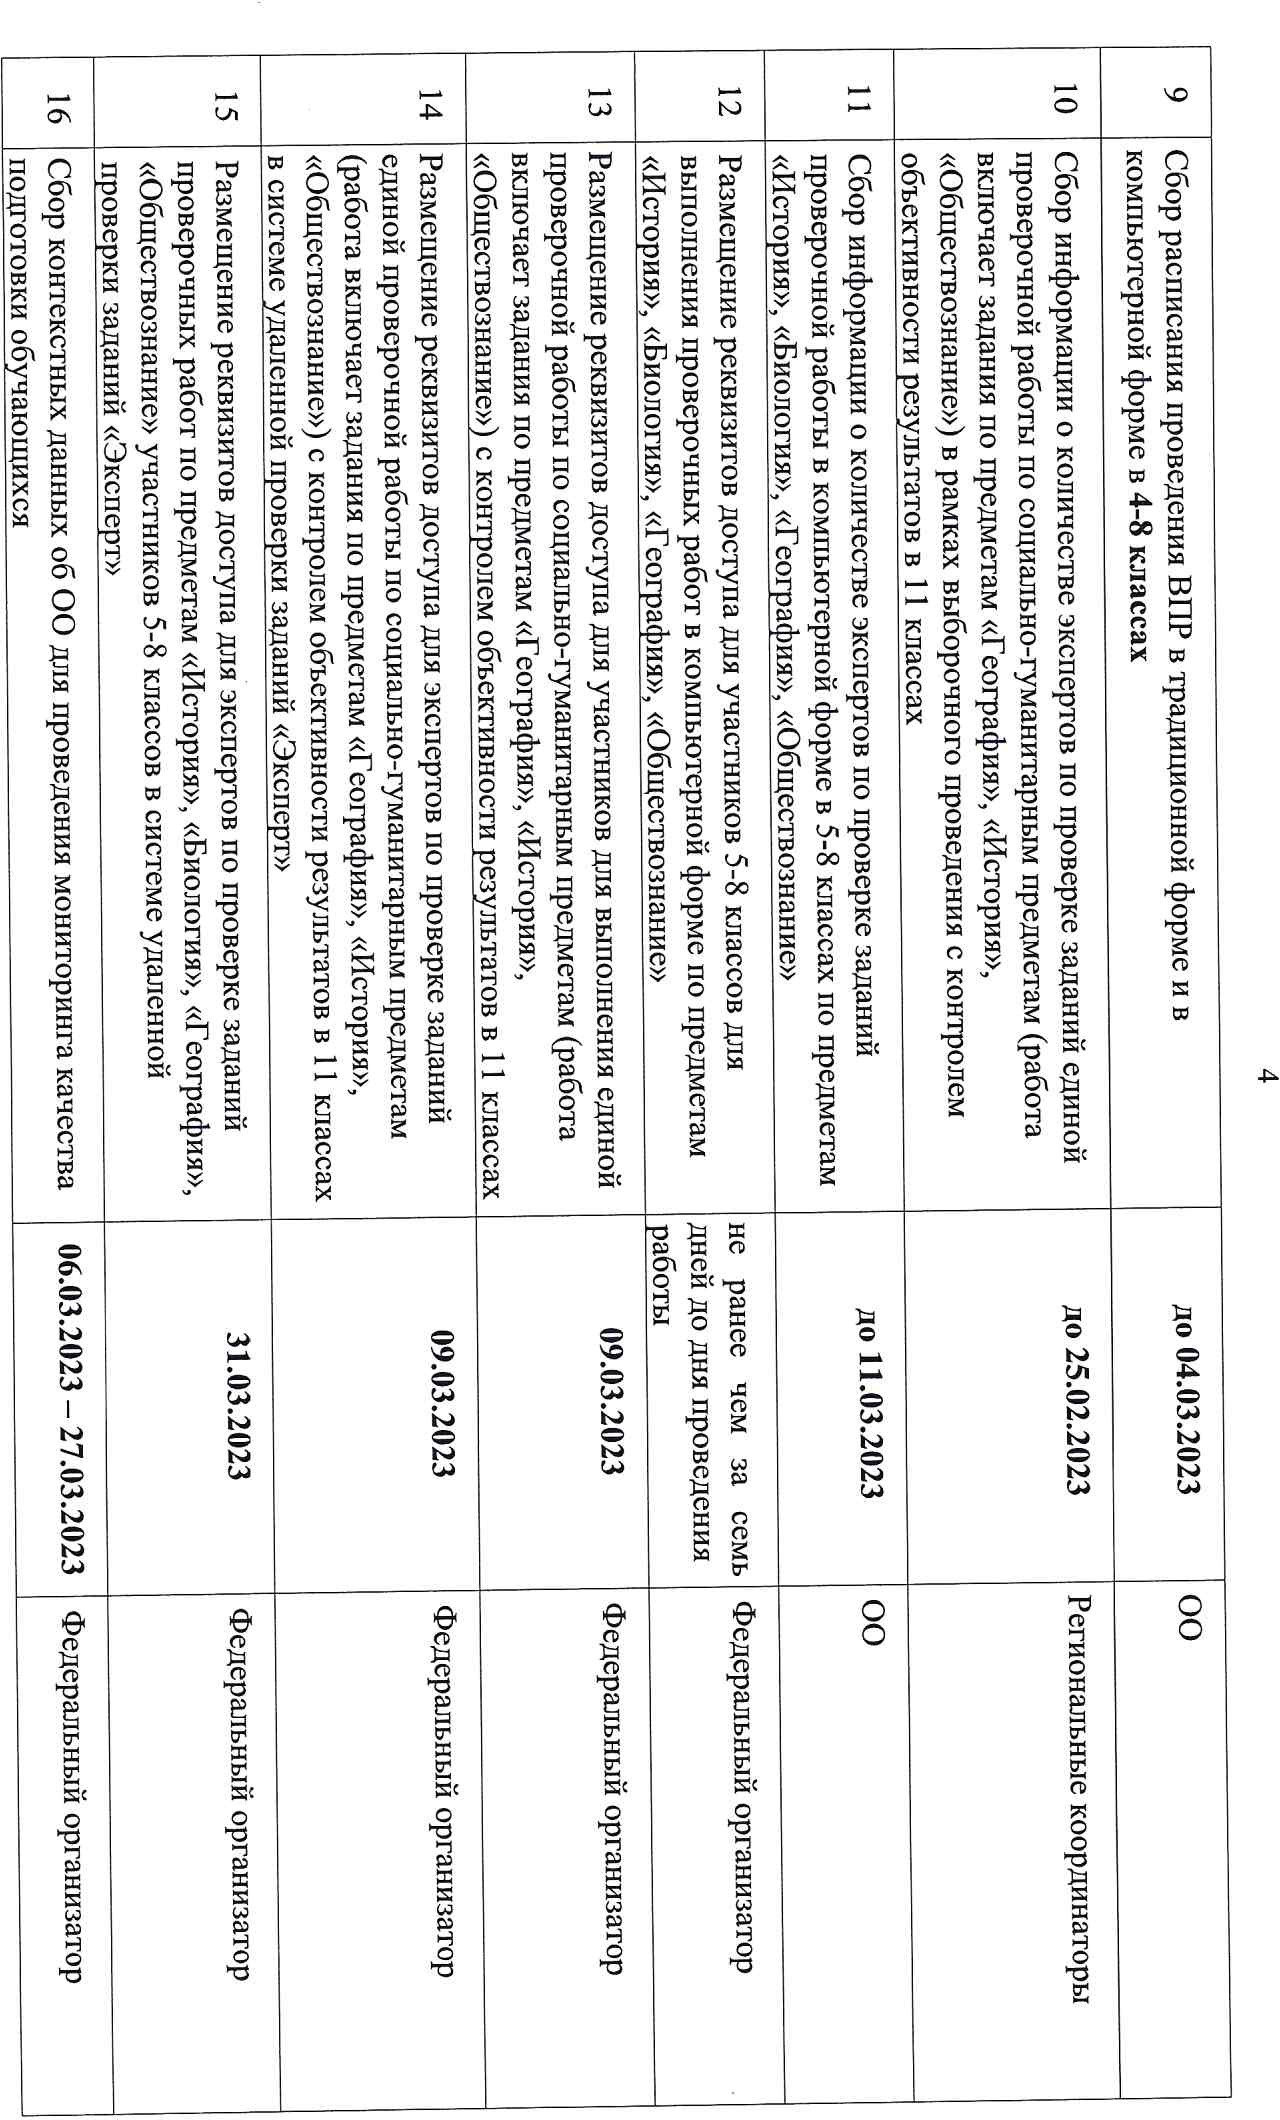 4
9
Сбор расписания проведения ВПР в традиционной форме и в
компьютерной форме в 4-8 классах
до 04.03.2023
ОО
10
Сбор информации о количестве экспертов по проверке заданий единой
проверочной работы по социально-гуманитарным предметам (работа
включает задания по предметам «География», «История»,
«Обществознание») в рамках выборочного проведения с контролем
объективности результатов в 11 классах
до 25.02.2023
Региональные координаторы
11
Сбор информации о количестве экспертов по проверке заданий
проверочной работы в компьютерной форме в 5-8 классах по предметам
«История», «Биология», «География», «Обществознание»
до 11.03.2023
ОО
12
Размещение реквизитов доступа для участников 5-8 классов для
выполнения проверочных работ в компьютерной форме по предметам
«История», «Биология», «География», «Обществознание»
не ранее чем за семь
дней до дня проведения
работы
Федеральный организатор
13
Размещение реквизитов доступа для участников для выполнения единой
проверочной работы по социально-гуманитарным предметам (работа
включает задания по предметам «География», «История»,
«Обществознание») с контролем объективности результатов в 11 классах
09.03.2023
Федеральный организатор
14
Размещение реквизитов доступа для экспертов по проверке заданий
единой проверочной работы по социально-гуманитарным предметам
(работа включает задания по предметам «География», «История»,
«Обществознание») с контролем объективности результатов в 11 классах
в системе удаленной проверки заданий «Эксперт»
09.03.2023
Федеральный организатор
15
Размещение реквизитов доступа для экспертов по проверке заданий
проверочных работ по предметам «История», «Биология», «География»,
«Обществознание» участников 5-8 классов в системе удаленной
проверки заданий «Эксперт»
31.03.2023
Федеральный организатор
16
Сбор контекстных данных об ОО для проведения мониторинга качества
подготовки обучающихся
06.03.2023 – 27.03.2023
Федеральный организатор